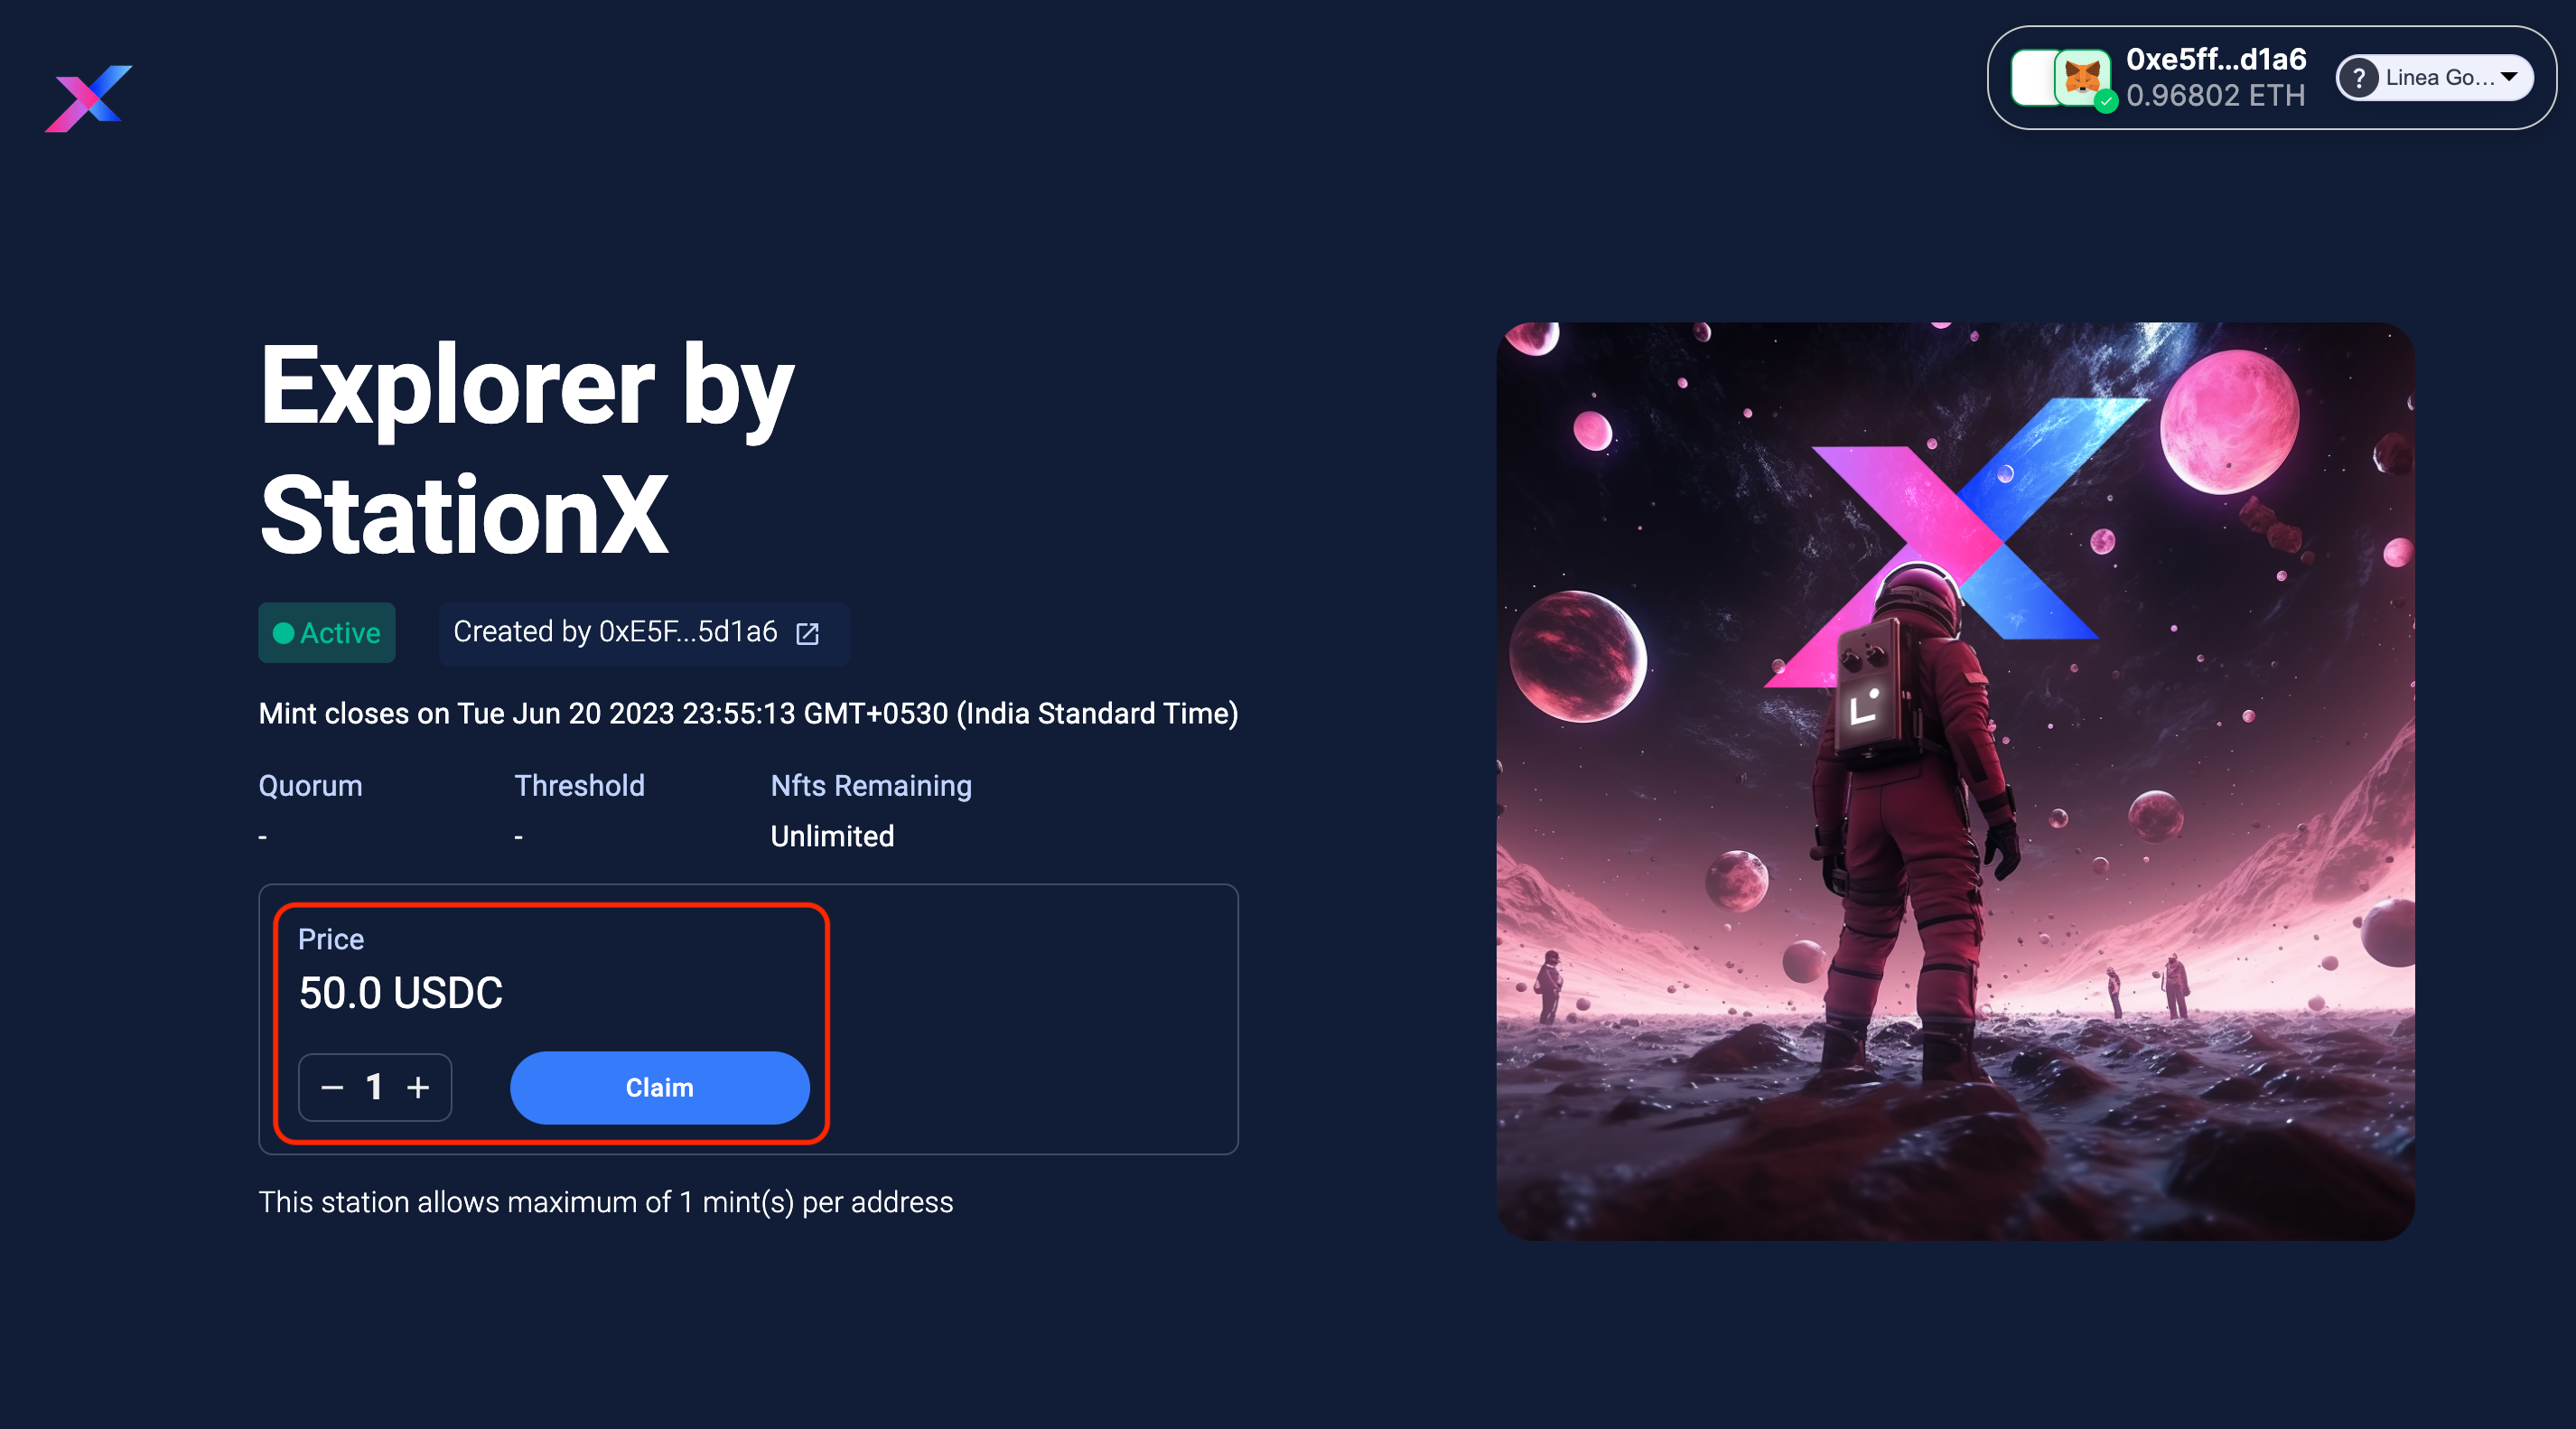 0xe5ff...d1a6
0.96802 ETH
? Linea Go...
Explorer by
StationX
Active
Created by 0xE5F...5d1a6
Mint closes on Tue Jun 20 2023 23:55:13 GMT+0530 (India Standard Time)
Quorum Threshold Nfts Remaining
- - Unlimited
Price
50.0 USDC
− 1 + Claim
This station allows maximum of 1 mint(s) per address